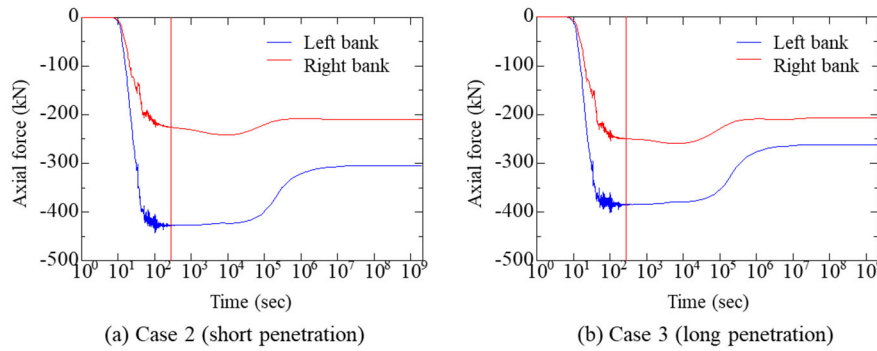 0
-100
-200
-300
-400
-500
Axial force (kN)
Left bank
Right bank
10^0 10^1 10^2 10^3 10^4 10^5 10^6 10^7 10^8 10^9
Time (sec)
(a) Case 2 (short penetration)
0
-100
-200
-300
-400
-500
Axial force (kN)
Left bank
Right bank
10^0 10^1 10^2 10^3 10^4 10^5 10^6 10^7 10^8 10
Time (sec)
(b) Case 3 (long penetration)